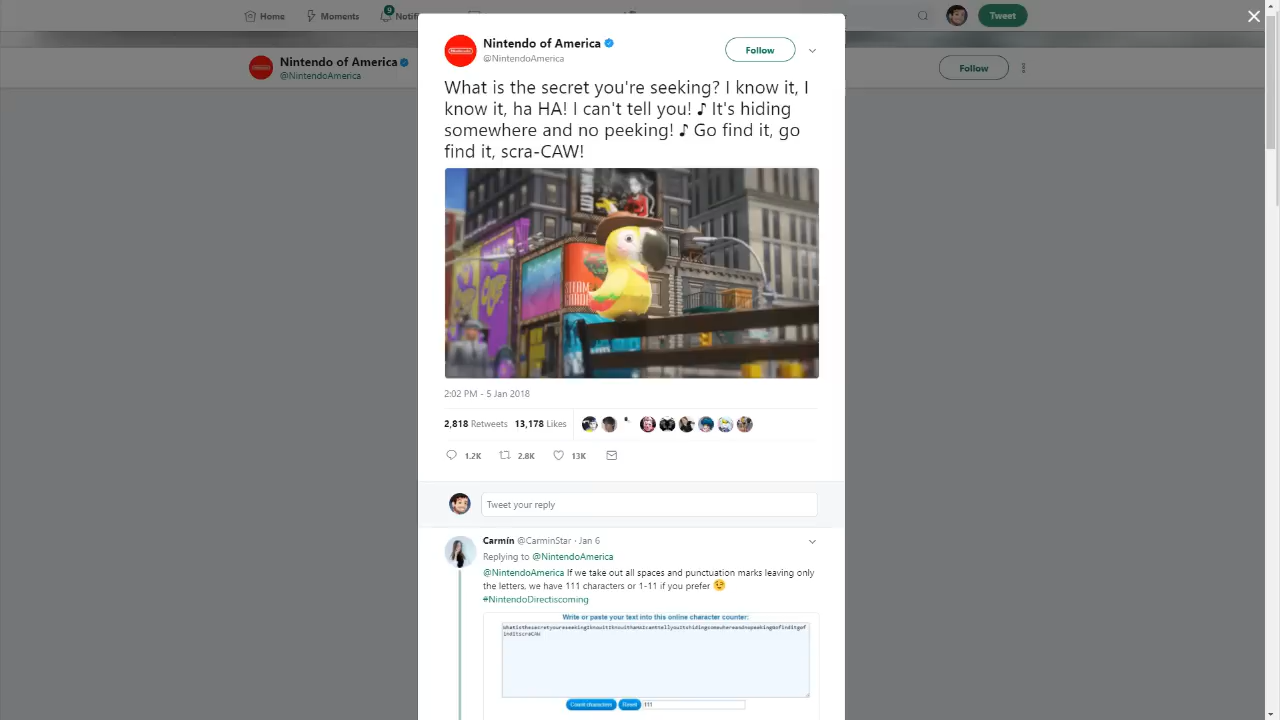 Home
Moments
9
Notif
Tweet
Nintendo of America
@NintendoAmerica
Follow
Nintendo of America
@NintendoAmerica
Follow
What is the secret you're seeking? I know it, I
know it, ha HA! I can't tell you! ♪ It's hiding
somewhere and no peeking! ♪ Go find it, go
find it, scra-CAW!
2:02 PM - 5 Jan 2018
2,818 Retweets 13,178 Likes
1.2K 2.8K 13K
Tweet your reply
Carmín @CarminStar · Jan 6
Replying to @NintendoAmerica
@NintendoAmerica If we take out all spaces and punctuation marks leaving only
the letters, we have 111 characters or 1-11 if you prefer 😉
#NintendoDirectiscoming
Write or paste your text into this online character counter:
WhatisthesecretyoureseekingIknowitIknowithaHAIcanttellyouItshidingsomewhereandnopeekingGofinditgof
inditscraCAW
Count characters Reset 111